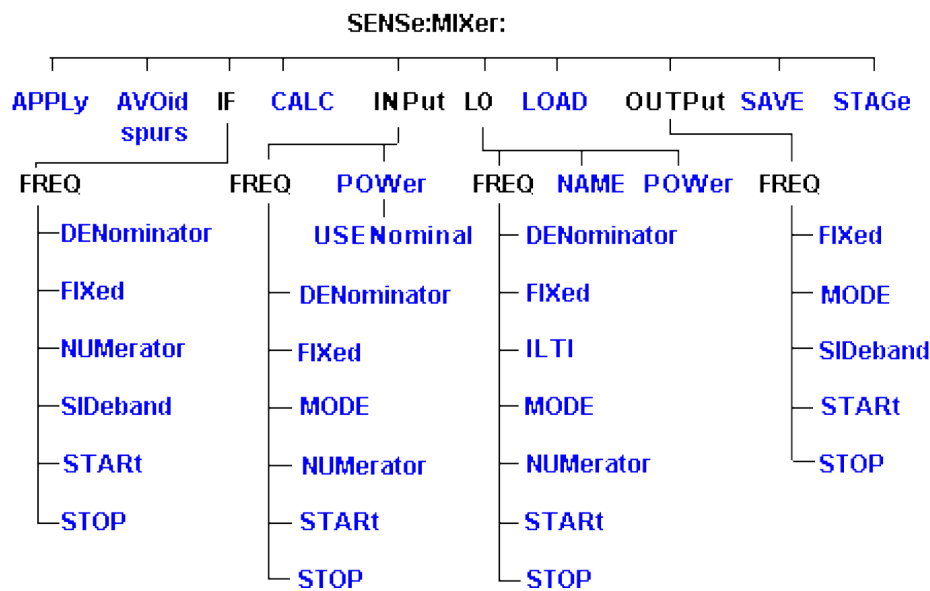 SENSe:MIXer:
APPLy AVOid spurs IF CALC INPut LO LOAD OUTPut SAVE STAGe
FREQ
DENominator
FIXed
NUMerator
SIDeband
STARt
STOP
FREQ POWer
USENominal
DENominator
FIXed
MODE
NUMerator
STARt
STOP
FREQ NAME POWer
DENominator
FIXed
ILTI
MODE
NUMerator
STARt
STOP
FREQ
FIXed
MODE
SIDeband
STARt
STOP